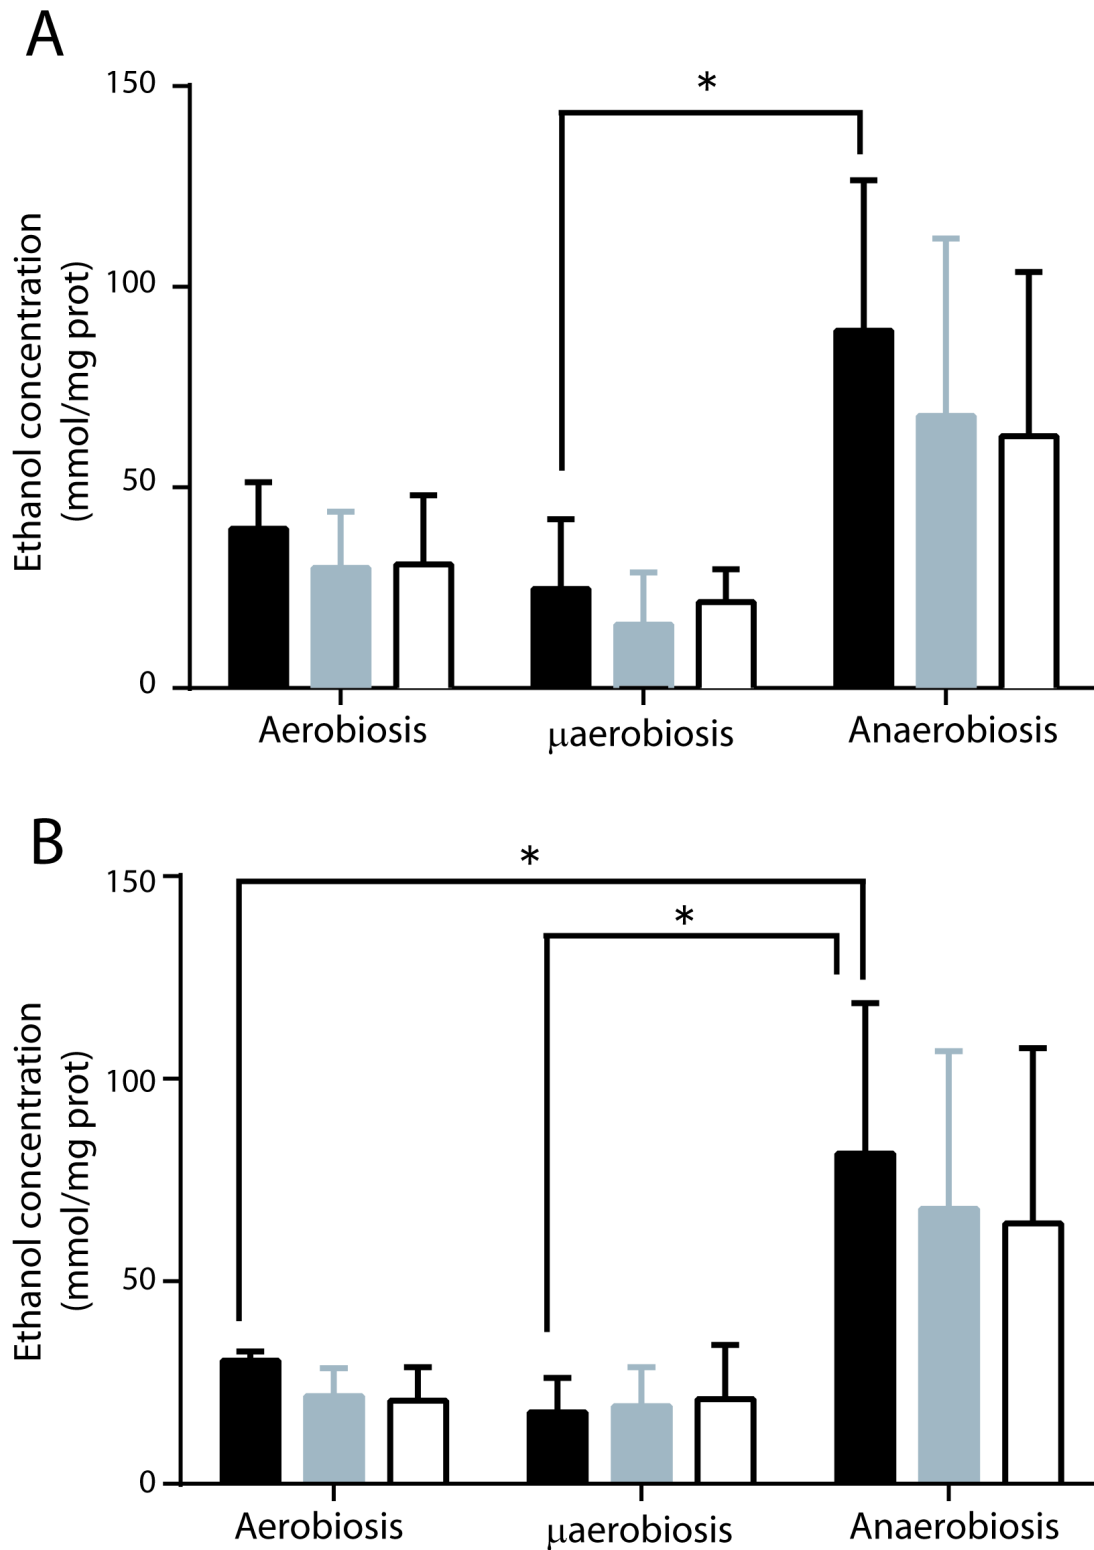 A
*
150
100
50
0
Ethanol concentration
(mmol/mg prot)
Aerobiosis μaerobiosis Anaerobiosis
B
*
*
150
100
50
0
Ethanol concentration
(mmol/mg prot)
Aerobiosis μaerobiosis Anaerobiosis